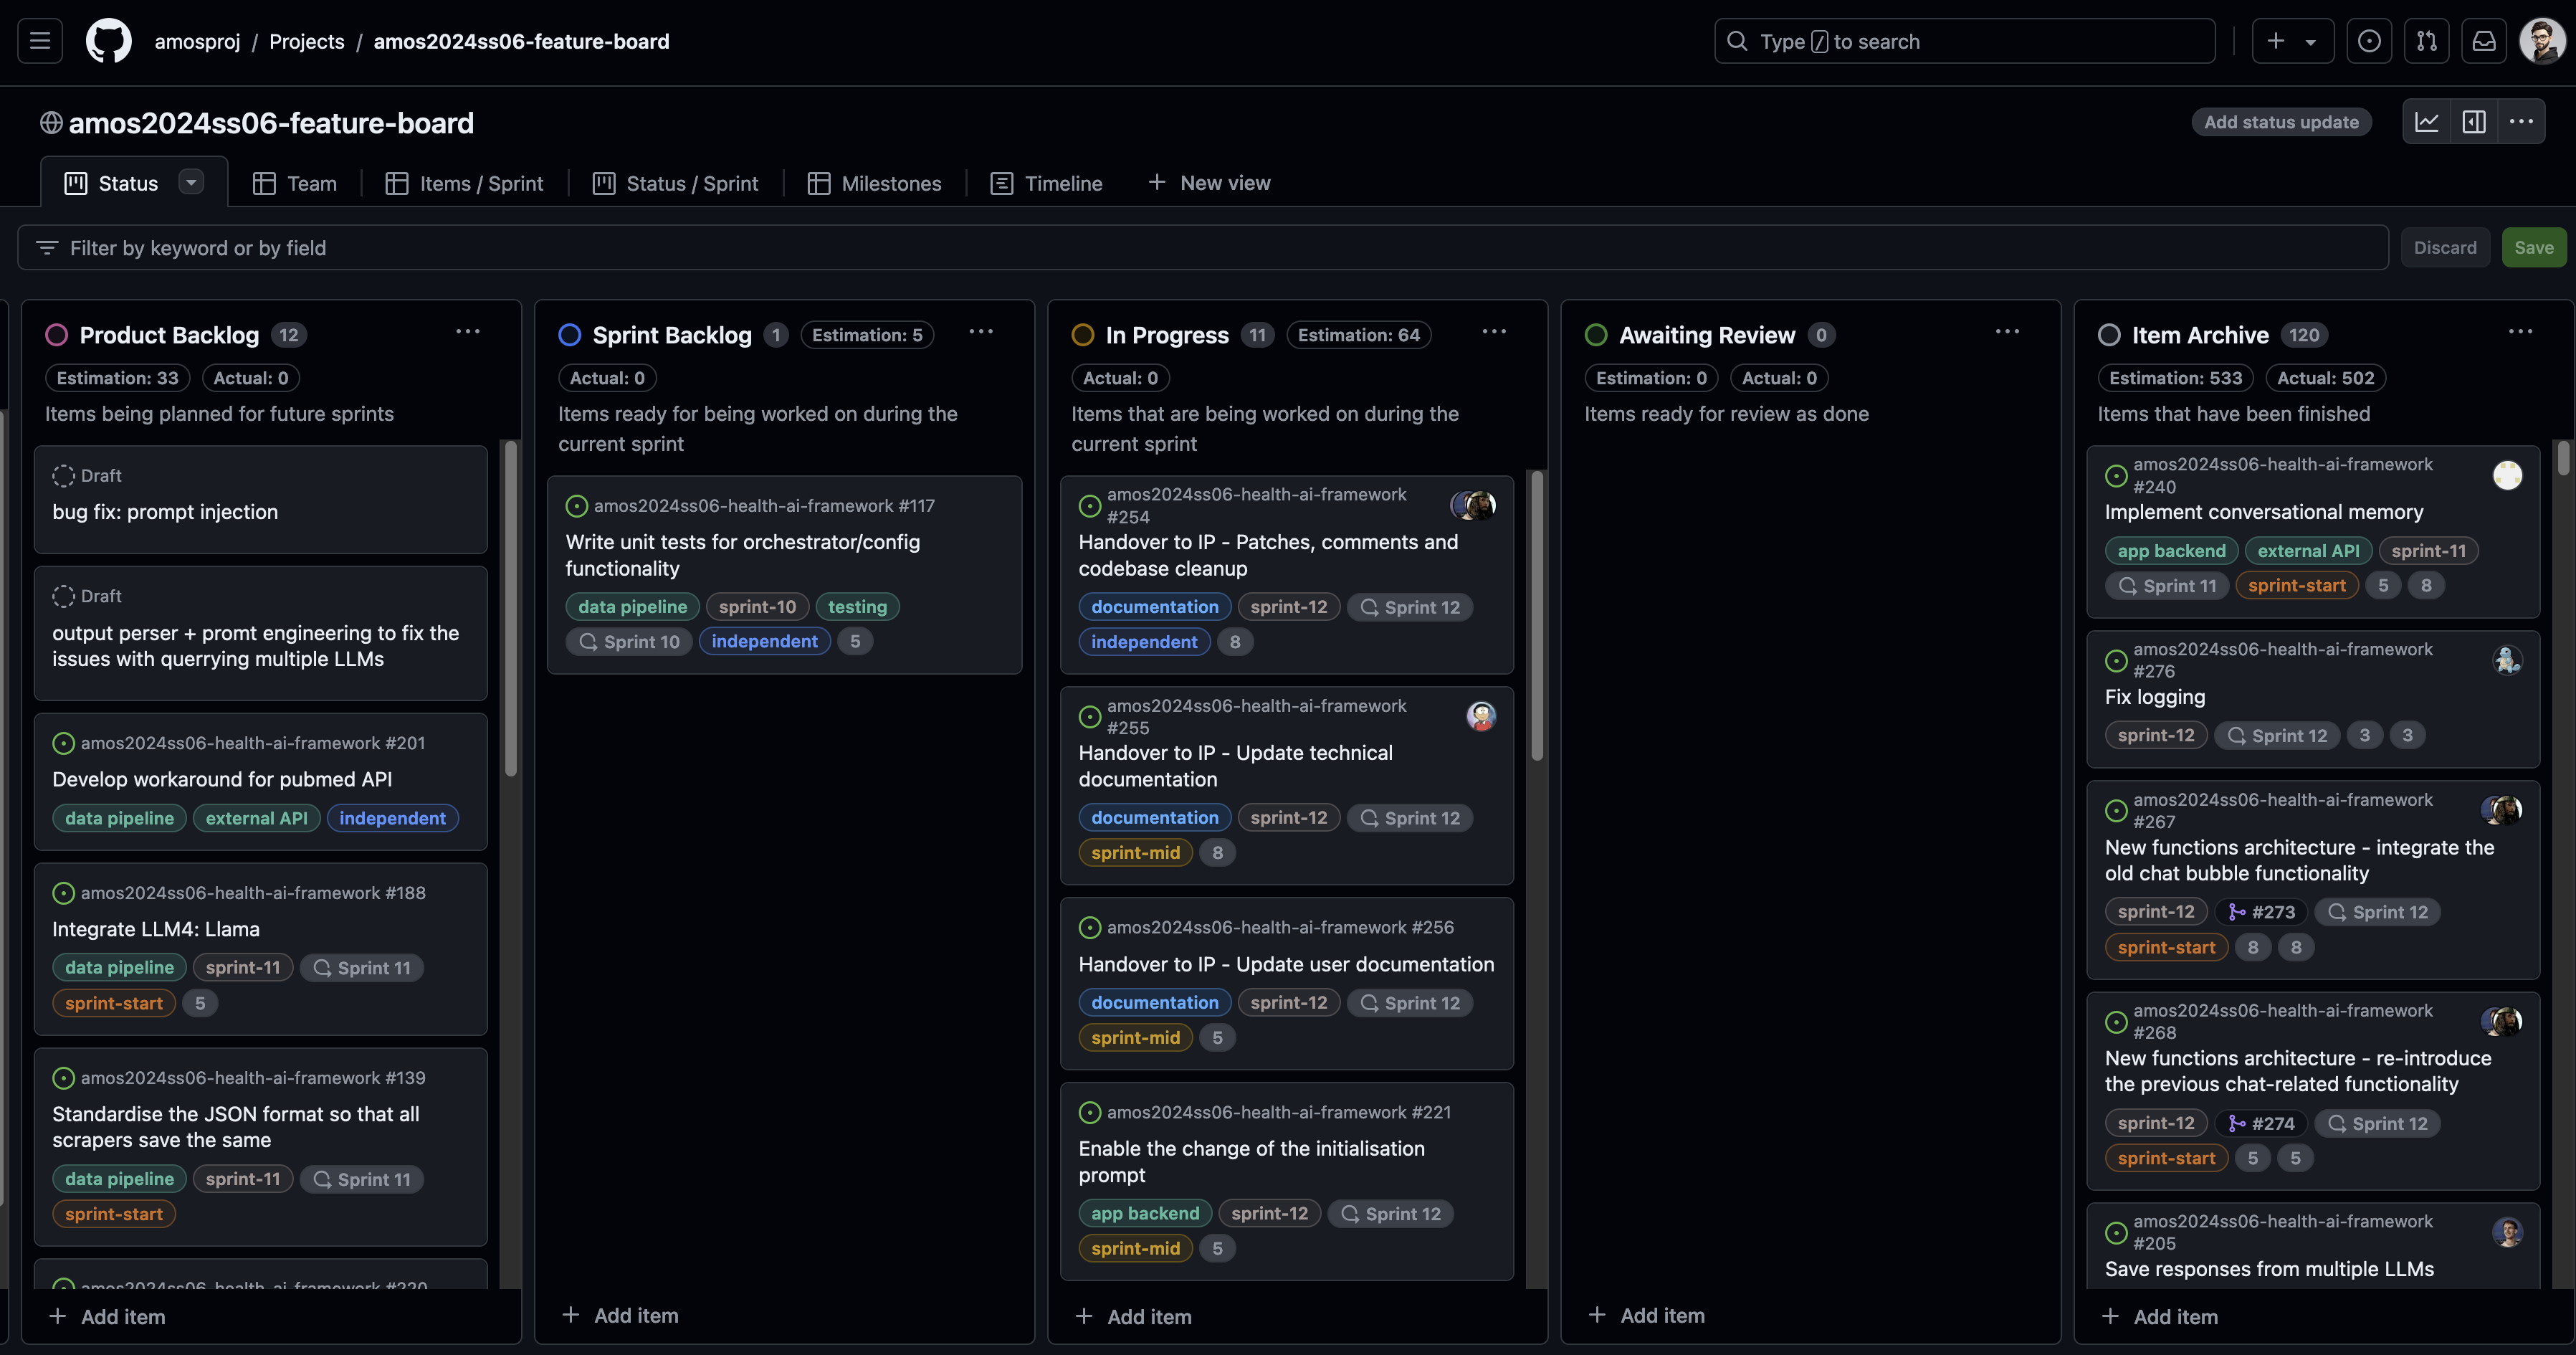 amosproj / Projects / amos2024ss06-feature-board
Type / to search
amos2024ss06-feature-board
Add status update
Status
Team
Items / Sprint
Status / Sprint
Milestones
Timeline
New view
Filter by keyword or by field
Discard
Save
Product Backlog 12
Estimation: 33 Actual: 0
Items being planned for future sprints
Draft
bug fix: prompt injection
Draft
output perser + promt engineering to fix the
issues with querrying multiple LLMs
amos2024ss06-health-ai-framework #201
Develop workaround for pubmed API
data pipeline external API independent
amos2024ss06-health-ai-framework #188
Integrate LLM4: Llama
data pipeline sprint-11 Sprint 11
sprint-start 5
amos2024ss06-health-ai-framework #139
Standardise the JSON format so that all
scrapers save the same
data pipeline sprint-11 Sprint 11
sprint-start
amos2024ss06-health-ai-framework #220
+ Add item
Sprint Backlog 1 Estimation: 5
Actual: 0
Items ready for being worked on during the
current sprint
amos2024ss06-health-ai-framework #117
Write unit tests for orchestrator/config
functionality
data pipeline sprint-10 testing
Sprint 10 independent 5
+ Add item
In Progress 11 Estimation: 64
Actual: 0
Items that are being worked on during the
current sprint
amos2024ss06-health-ai-framework
#254
Handover to IP - Patches, comments and
codebase cleanup
documentation sprint-12 Sprint 12
independent 8
amos2024ss06-health-ai-framework
#255
Handover to IP - Update technical
documentation
documentation sprint-12 Sprint 12
sprint-mid 8
amos2024ss06-health-ai-framework #256
Handover to IP - Update user documentation
documentation sprint-12 Sprint 12
sprint-mid 5
amos2024ss06-health-ai-framework #221
Enable the change of the initialisation
prompt
app backend sprint-12 Sprint 12
sprint-mid 5
+ Add item
Awaiting Review 0
Estimation: 0 Actual: 0
Items ready for review as done
+ Add item
Item Archive 120
Estimation: 533 Actual: 502
Items that have been finished
amos2024ss06-health-ai-framework
#240
Implement conversational memory
app backend external API sprint-11
Sprint 11 sprint-start 5 8
amos2024ss06-health-ai-framework
#276
Fix logging
sprint-12 Sprint 12 3 3
amos2024ss06-health-ai-framework
#267
New functions architecture - integrate the
old chat bubble functionality
sprint-12 #273 Sprint 12
sprint-start 8 8
amos2024ss06-health-ai-framework
#268
New functions architecture - re-introduce
the previous chat-related functionality
sprint-12 #274 Sprint 12
sprint-start 5 5
amos2024ss06-health-ai-framework
#205
Save responses from multiple LLMs
+ Add item